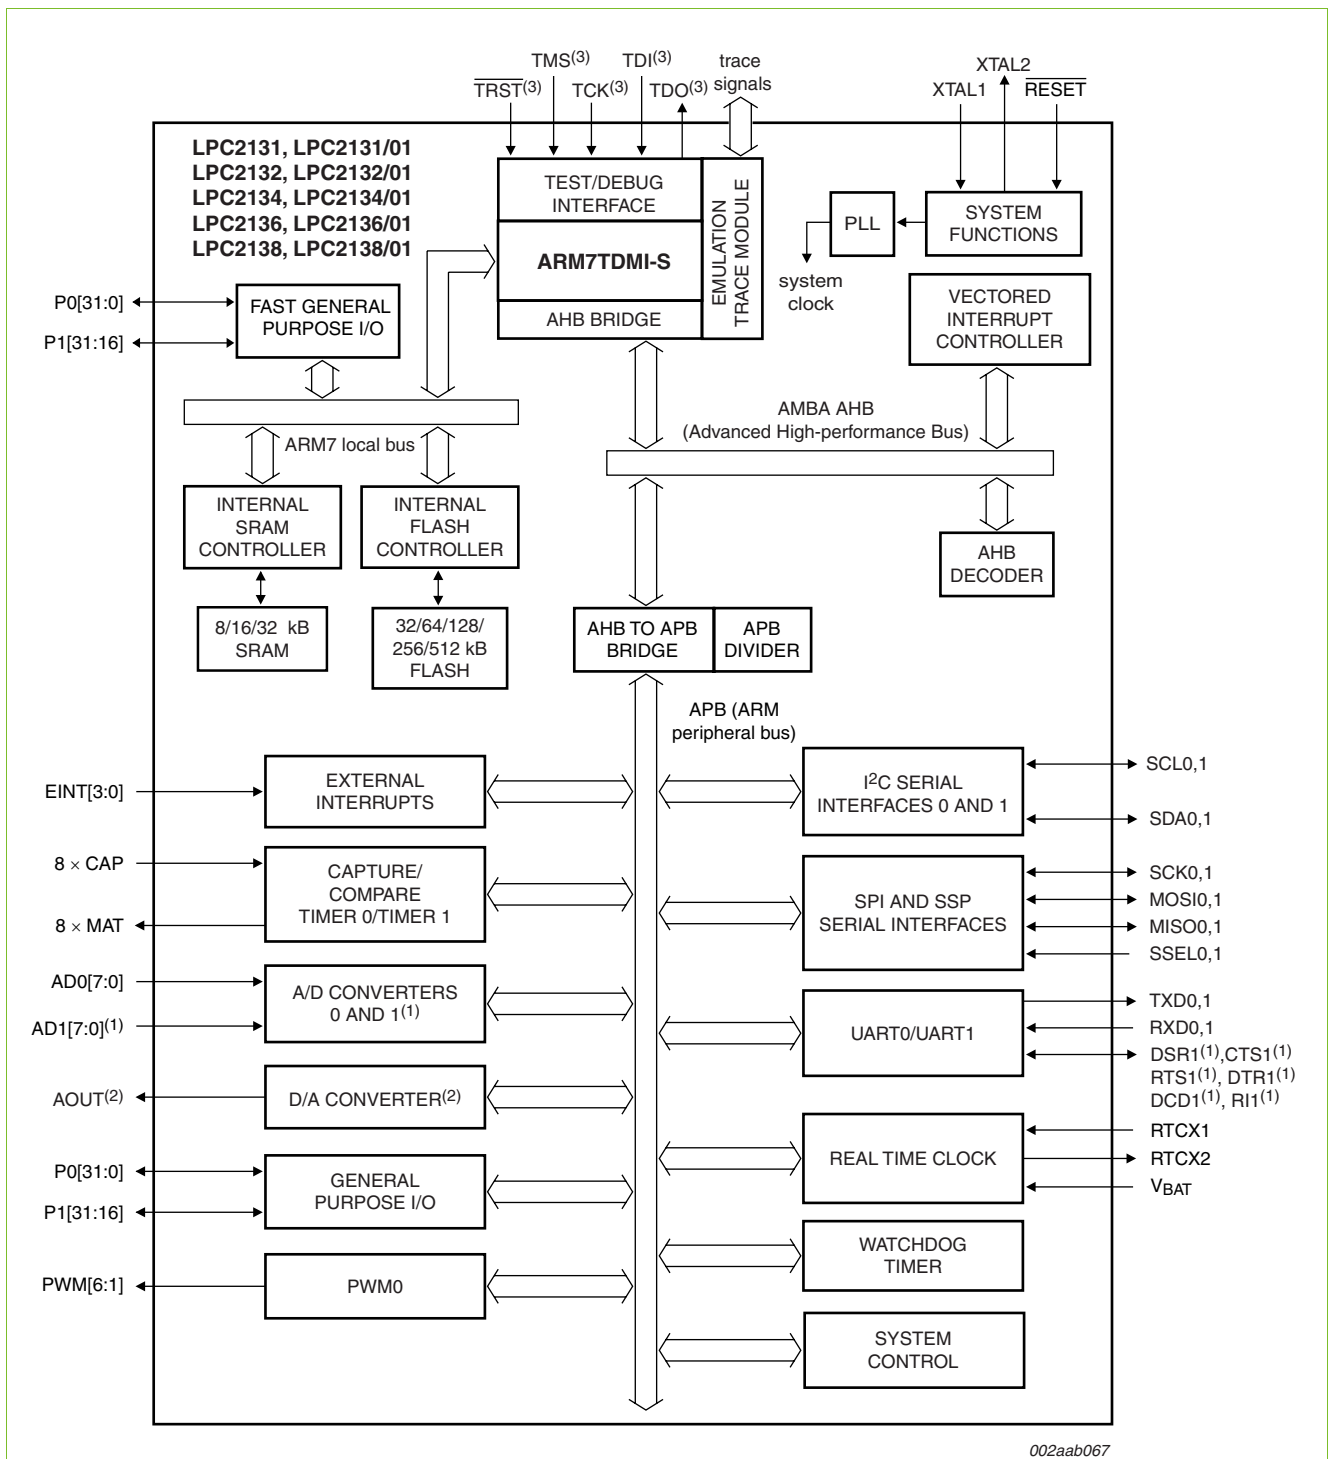 TMS(3)
TDI(3)
trace
signals
TRST(3)
TCK(3)
TDO(3)
XTAL2
XTAL1
RESET
LPC2131, LPC2131/01
LPC2132, LPC2132/01
LPC2134, LPC2134/01
LPC2136, LPC2136/01
LPC2138, LPC2138/01
TEST/DEBUG
INTERFACE
ARM7TDMI-S
AHB BRIDGE
EMULATION
TRACE MODULE
PLL
SYSTEM
FUNCTIONS
system
clock
VECTORED
INTERRUPT
CONTROLLER
P0[31:0]
P1[31:16]
FAST GENERAL
PURPOSE I/O
ARM7 local bus
AMBA AHB
(Advanced High-performance Bus)
INTERNAL
SRAM
CONTROLLER
INTERNAL
FLASH
CONTROLLER
AHB
DECODER
8/16/32 kB
SRAM
32/64/128/
256/512 kB
FLASH
AHB TO APB
BRIDGE
APB
DIVIDER
APB (ARM
peripheral bus)
EINT[3:0]
EXTERNAL
INTERRUPTS
I2C SERIAL
INTERFACES 0 AND 1
SCL0,1
SDA0,1
8 × CAP
8 × MAT
CAPTURE/
COMPARE
TIMER 0/TIMER 1
SPI AND SSP
SERIAL INTERFACES
SCK0,1
MOSI0,1
MISO0,1
SSEL0,1
AD0[7:0]
AD1[7:0](1)
A/D CONVERTERS
0 AND 1(1)
UART0/UART1
TXD0,1
RXD0,1
DSR1(1),CTS1(1)
RTS1(1), DTR1(1)
DCD1(1), RI1(1)
AOUT(2)
D/A CONVERTER(2)
REAL TIME CLOCK
RTCX1
RTCX2
VBAT
P0[31:0]
P1[31:16]
GENERAL
PURPOSE I/O
WATCHDOG
TIMER
PWM[6:1]
PWM0
SYSTEM
CONTROL
002aab067